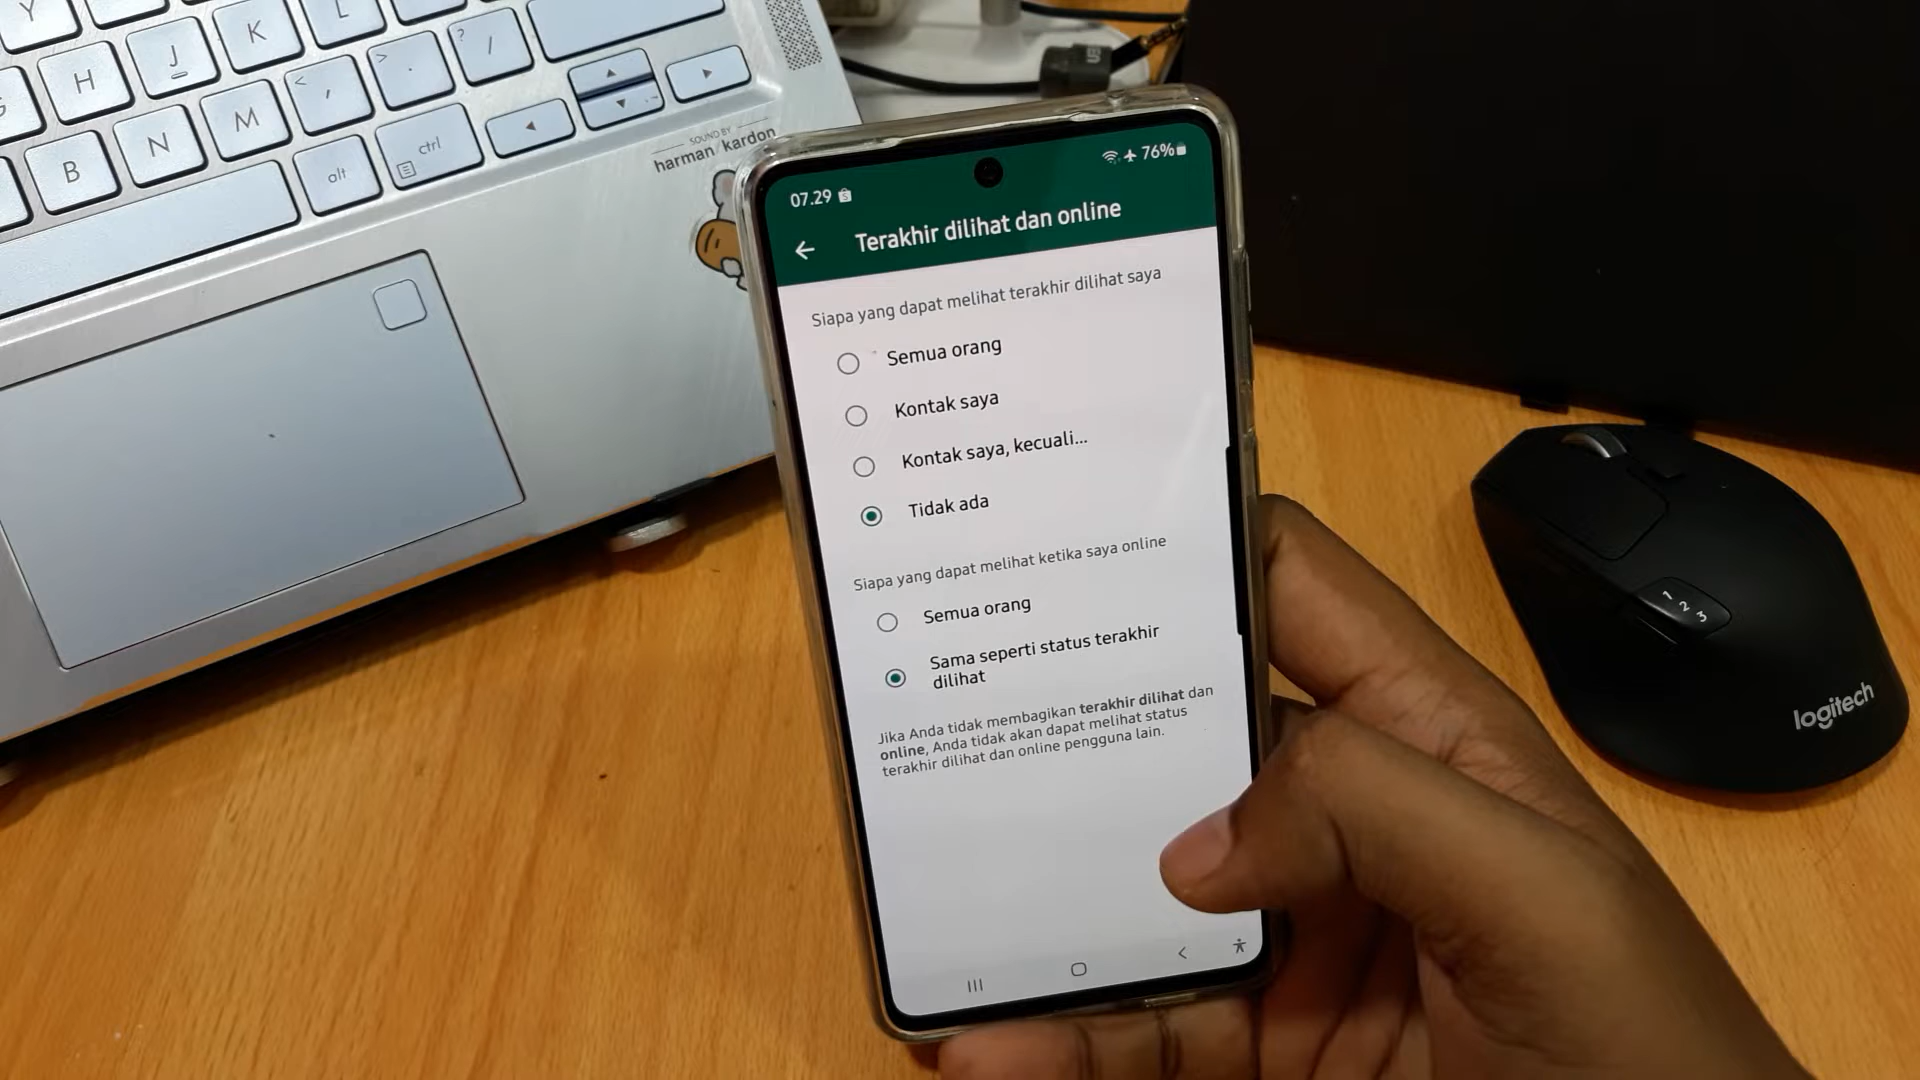 Y
H
J
K
L
B
N
M
<
,
>
.
?
/
alt
ctrl
SOUND BY
harman/kardon
07.29
76%
Terakhir dilihat dan online
Siapa yang dapat melihat terakhir dilihat saya
Semua orang
Kontak saya
Kontak saya, kecuali...
Tidak ada
Siapa yang dapat melihat ketika saya online
Semua orang
Sama seperti status terakhir
dilihat
Jika Anda tidak membagikan terakhir dilihat dan
online, Anda tidak akan dapat melihat status
terakhir dilihat dan online pengguna lain.
1
2
3
logitech